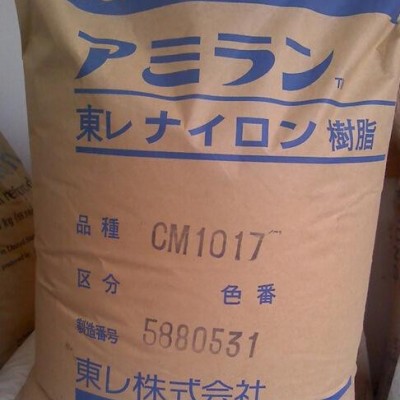 アミラン
東レ ナイロン 樹脂
品種 CM1017
区分 色番
製造番号 5880531
東レ株式会社